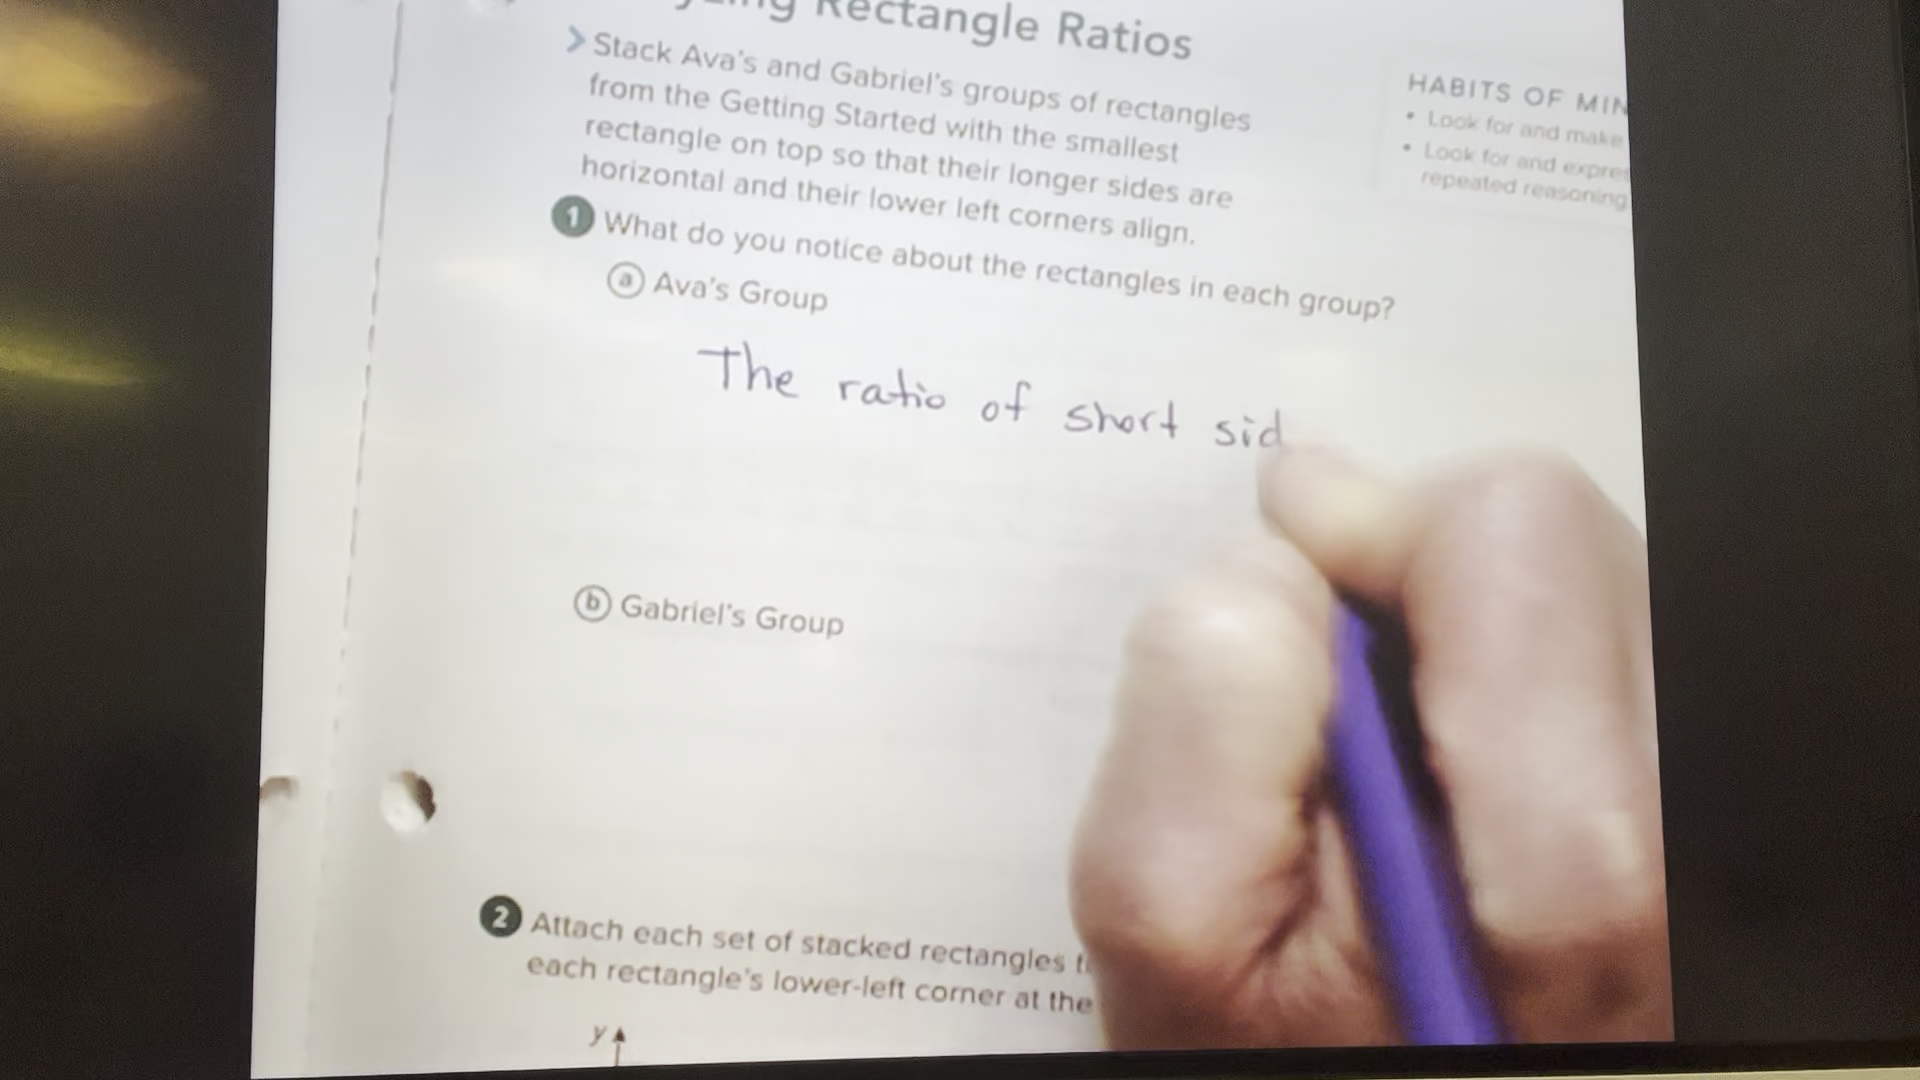 Rectangle Ratios
Stack Ava's and Gabriel's groups of rectangles
from the Getting Started with the smallest
rectangle on top so that their longer sides are
horizontal and their lower left corners align.
HABITS OF MIN
• Look for and make
• Look for and expres
repeated reasoning
1 What do you notice about the rectangles in each group?
a Ava's Group
The ratio of short sid
b Gabriel's Group
2 Attach each set of stacked rectangles t
each rectangle's lower-left corner at the
y